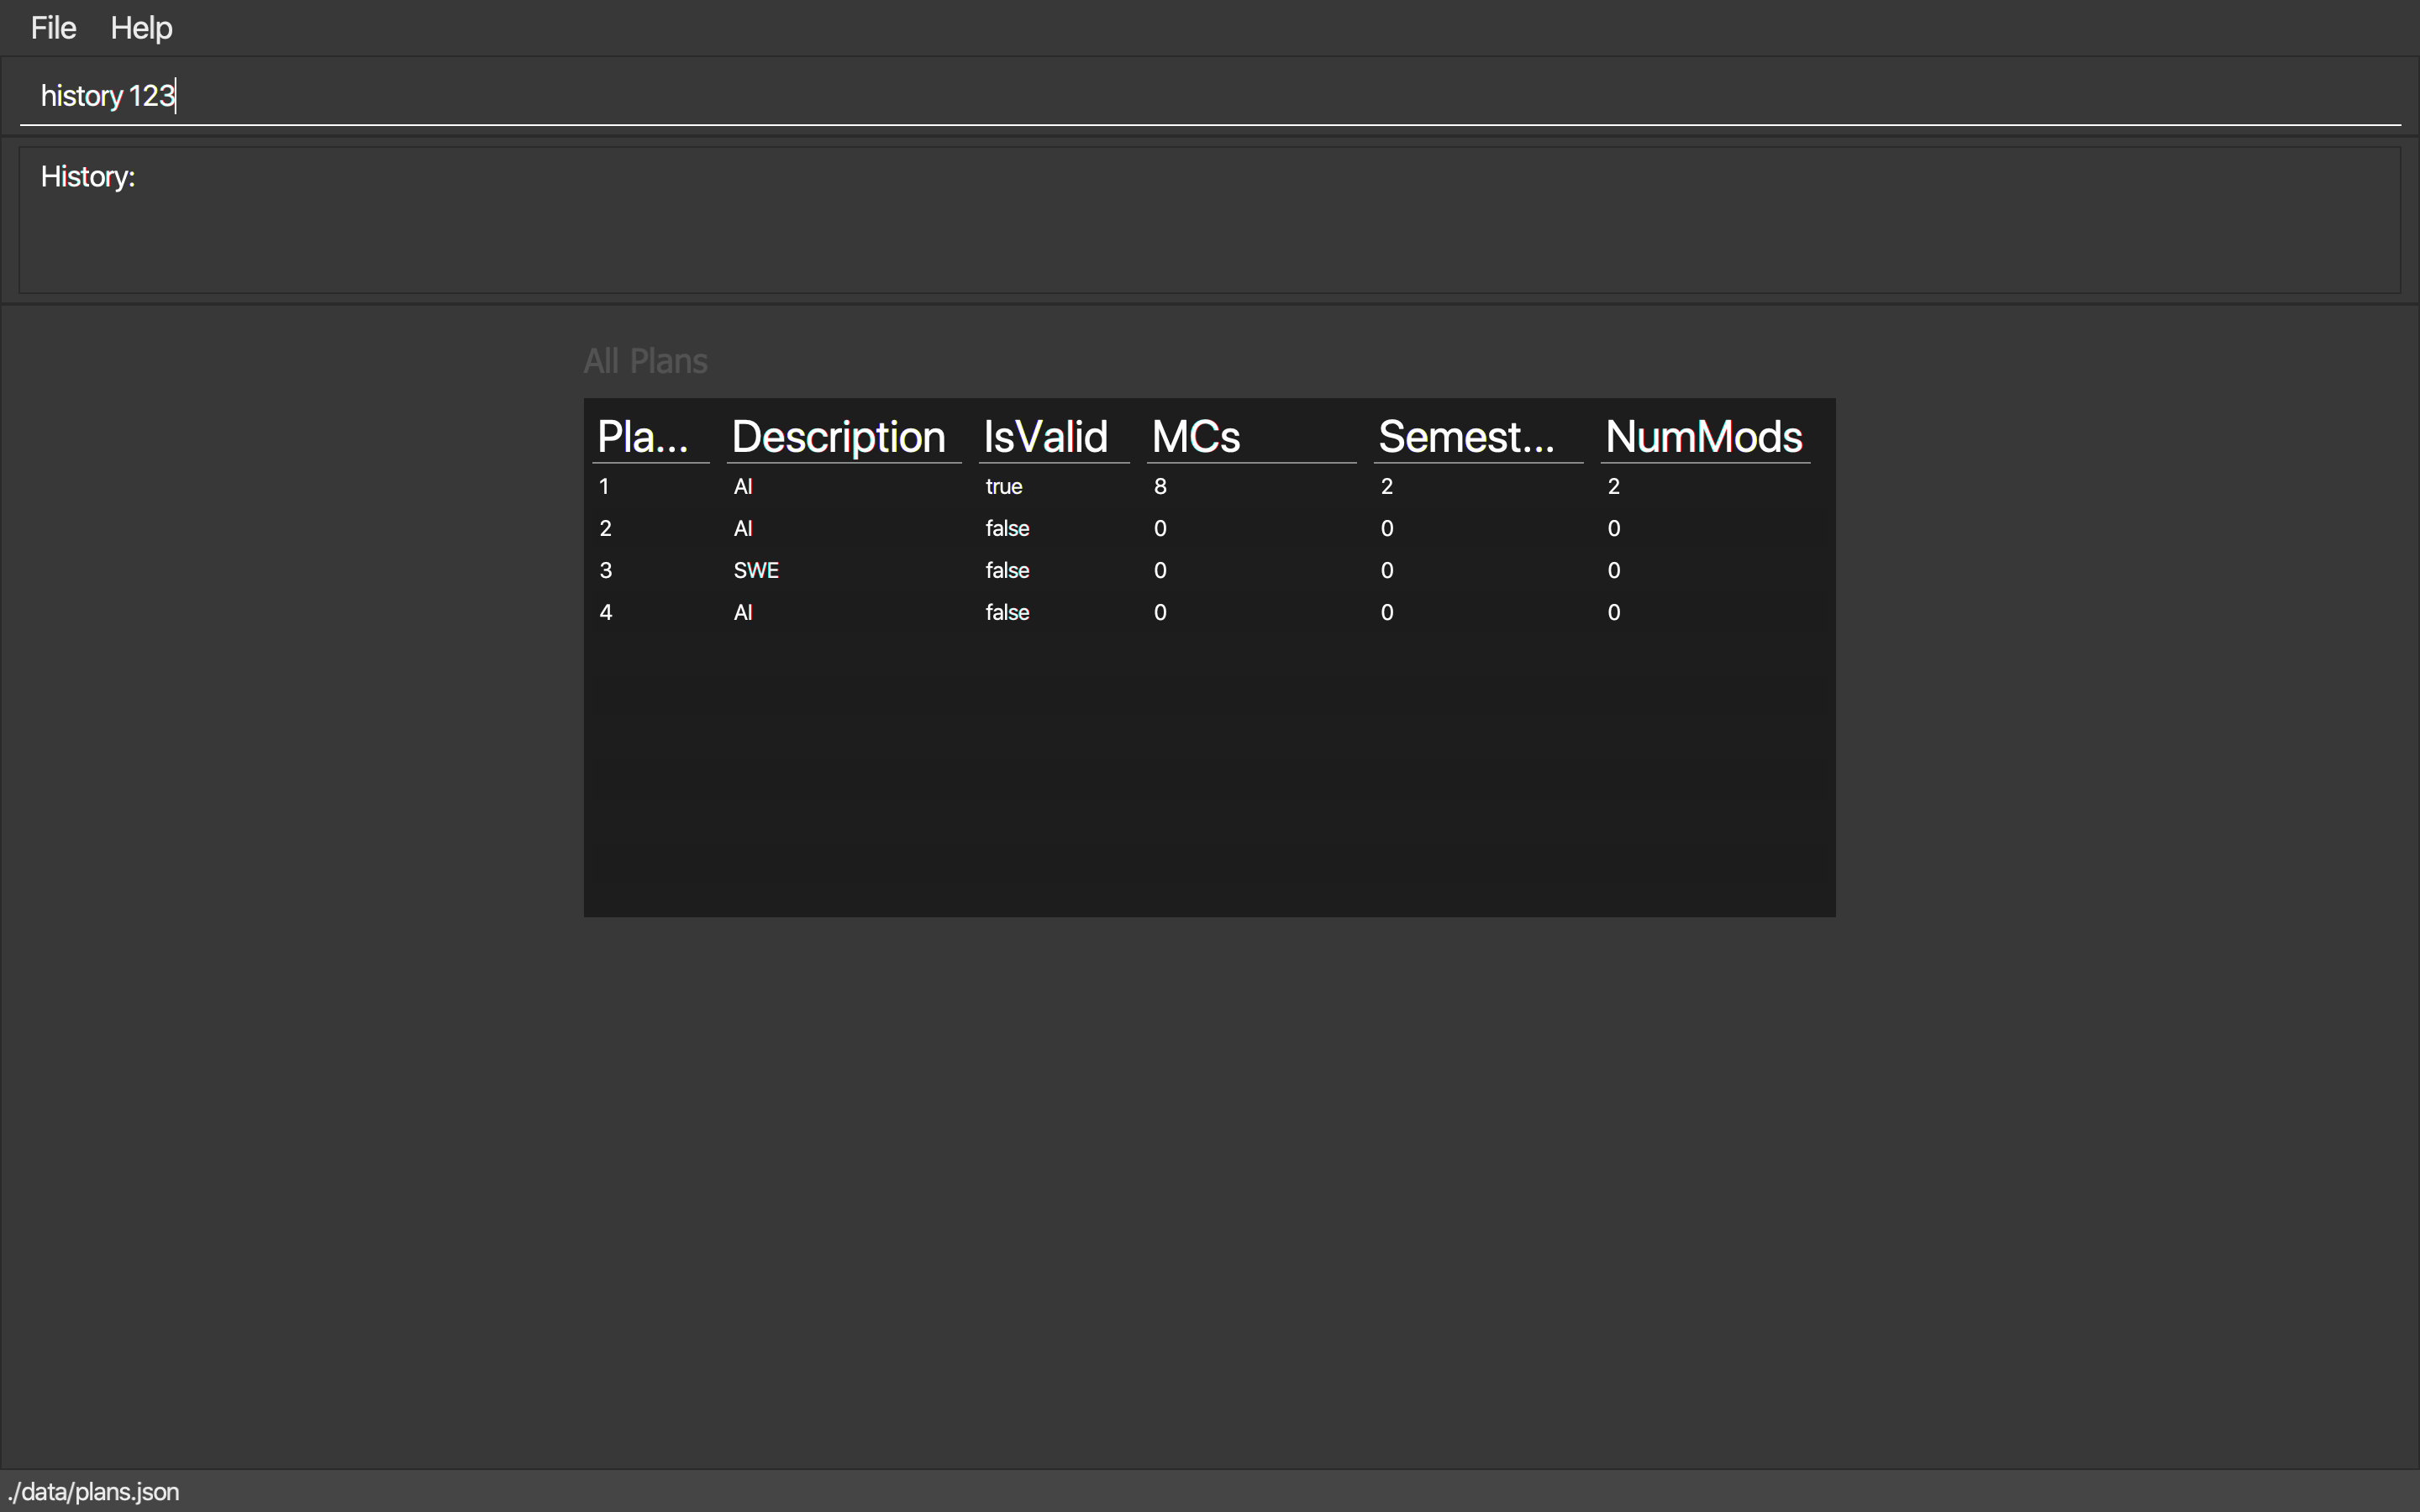 File Help
history 123
History:
All Plans
Pla... Description IsValid MCs Semest... NumMods
1 AI true 8 2 2
2 AI false 0 0 0
3 SWE false 0 0 0
4 AI false 0 0 0
./data/plans.json